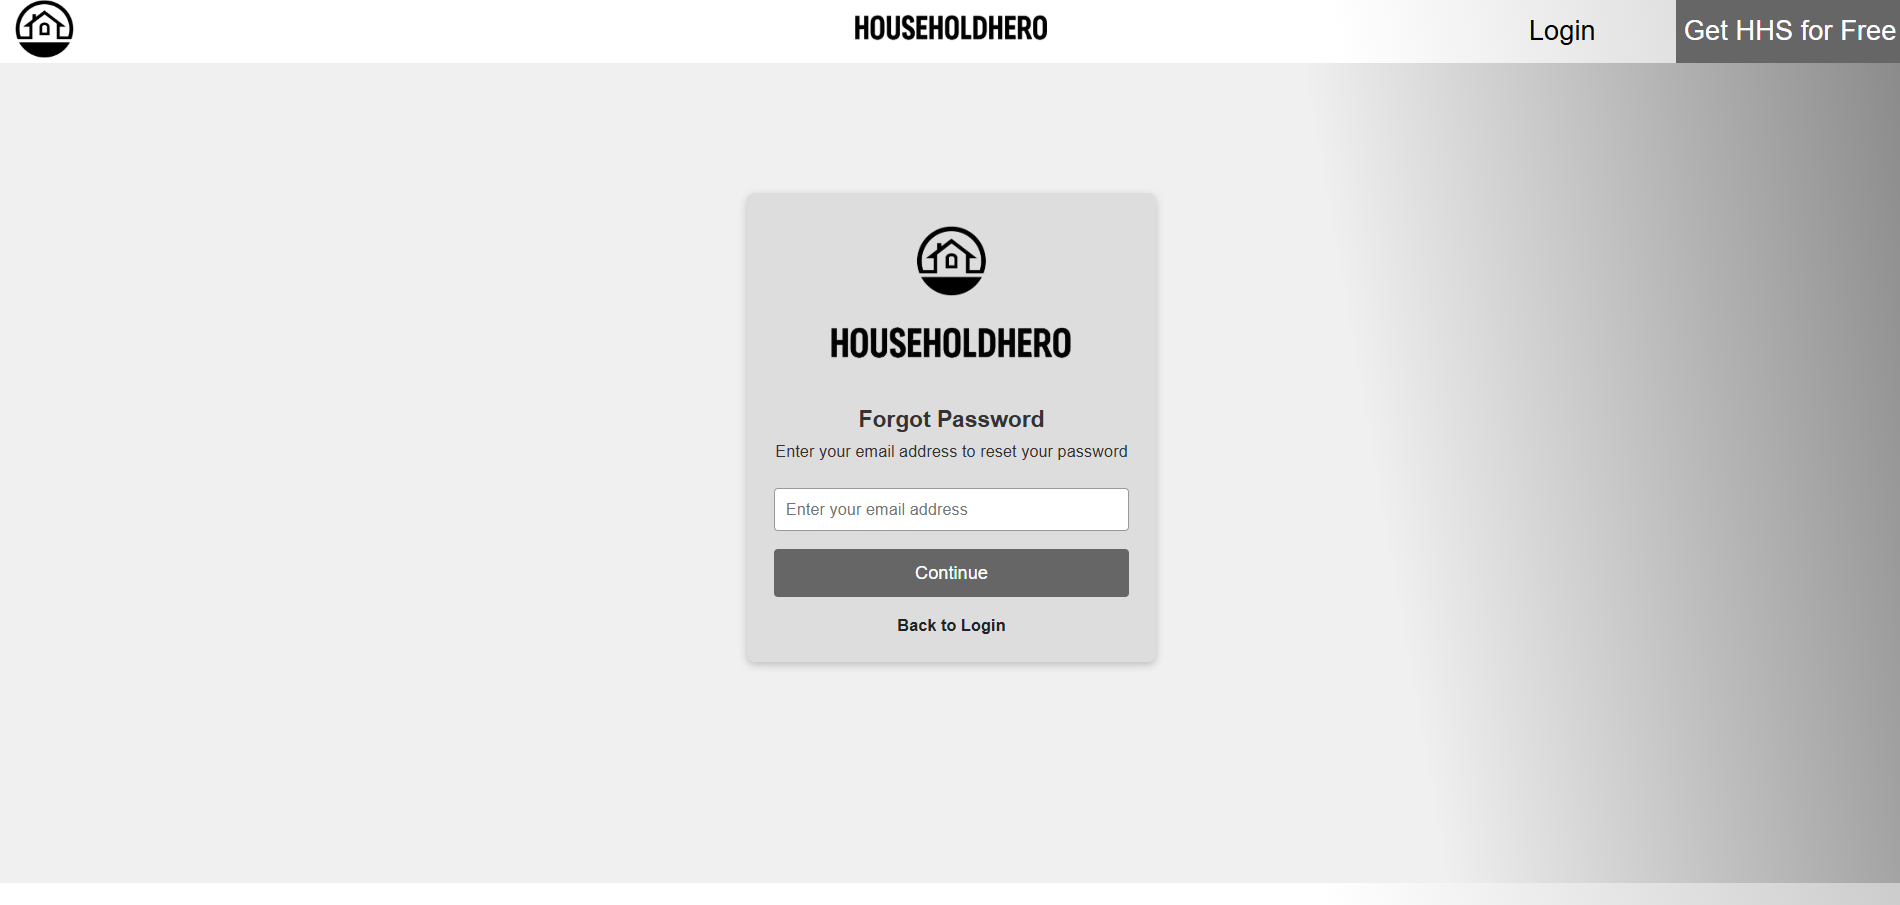 HOUSEHOLDHERO
Login
Get HHS for Free
HOUSEHOLDHERO
Forgot Password
Enter your email address to reset your password
Enter your email address
Continue
Back to Login